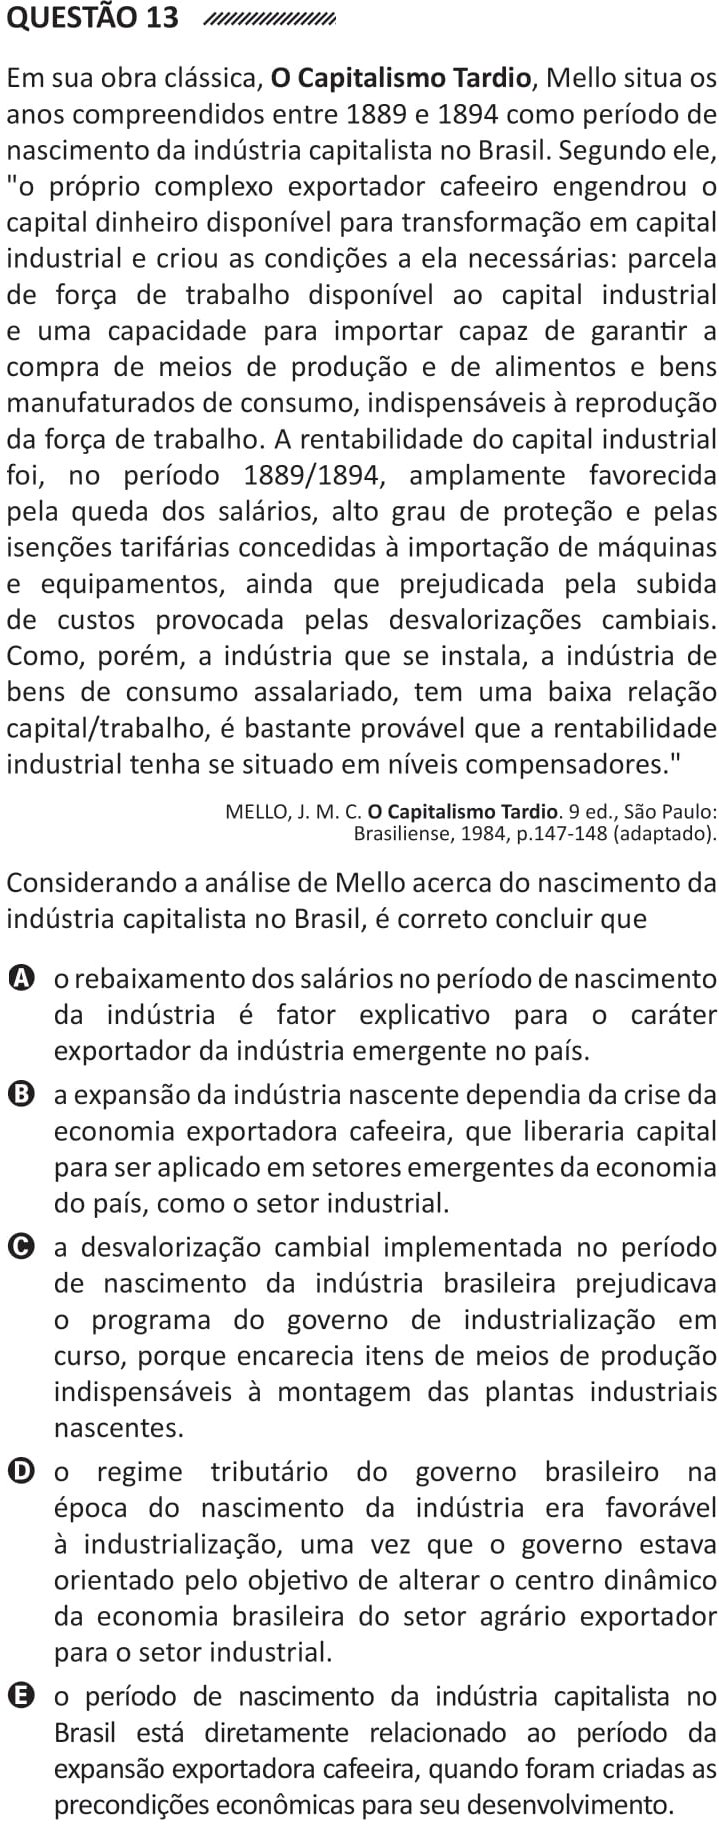 QUESTÃO 13
Em sua obra clássica, O Capitalismo Tardio, Mello situa os
anos compreendidos entre 1889 e 1894 como período de
nascimento da indústria capitalista no Brasil. Segundo ele,
"o próprio complexo exportador cafeeiro engendrou o
capital dinheiro disponível para transformação em capital
industrial e criou as condições a ela necessárias: parcela
de força de trabalho disponível ao capital industrial
e uma capacidade para importar capaz de garantir a
compra de meios de produção e de alimentos e bens
manufaturados de consumo, indispensáveis à reprodução
da força de trabalho. A rentabilidade do capital industrial
foi, no período 1889/1894, amplamente favorecida
pela queda dos salários, alto grau de proteção e pelas
isenções tarifárias concedidas à importação de máquinas
e equipamentos, ainda que prejudicada pela subida
de custos provocada pelas desvalorizações cambiais.
Como, porém, a indústria que se instala, a indústria de
bens de consumo assalariado, tem uma baixa relação
capital/trabalho, é bastante provável que a rentabilidade
industrial tenha se situado em níveis compensadores."
MELLO, J. M. C. O Capitalismo Tardio. 9 ed., São Paulo:
Brasiliense, 1984, p.147-148 (adaptado).
Considerando a análise de Mello acerca do nascimento da
indústria capitalista no Brasil, é correto concluir que
A o rebaixamento dos salários no período de nascimento
da indústria é fator explicativo para o caráter
exportador da indústria emergente no país.
B a expansão da indústria nascente dependia da crise da
economia exportadora cafeeira, que liberaria capital
para ser aplicado em setores emergentes da economia
do país, como o setor industrial.
C a desvalorização cambial implementada no período
de nascimento da indústria brasileira prejudicava
o programa do governo de industrialização em
curso, porque encarecia itens de meios de produção
indispensáveis à montagem das plantas industriais
nascentes.
D o regime tributário do governo brasileiro na
época do nascimento da indústria era favorável
à industrialização, uma vez que o governo estava
orientado pelo objetivo de alterar o centro dinâmico
da economia brasileira do setor agrário exportador
para o setor industrial.
E o período de nascimento da indústria capitalista no
Brasil está diretamente relacionado ao período da
expansão exportadora cafeeira, quando foram criadas as
precondições econômicas para seu desenvolvimento.